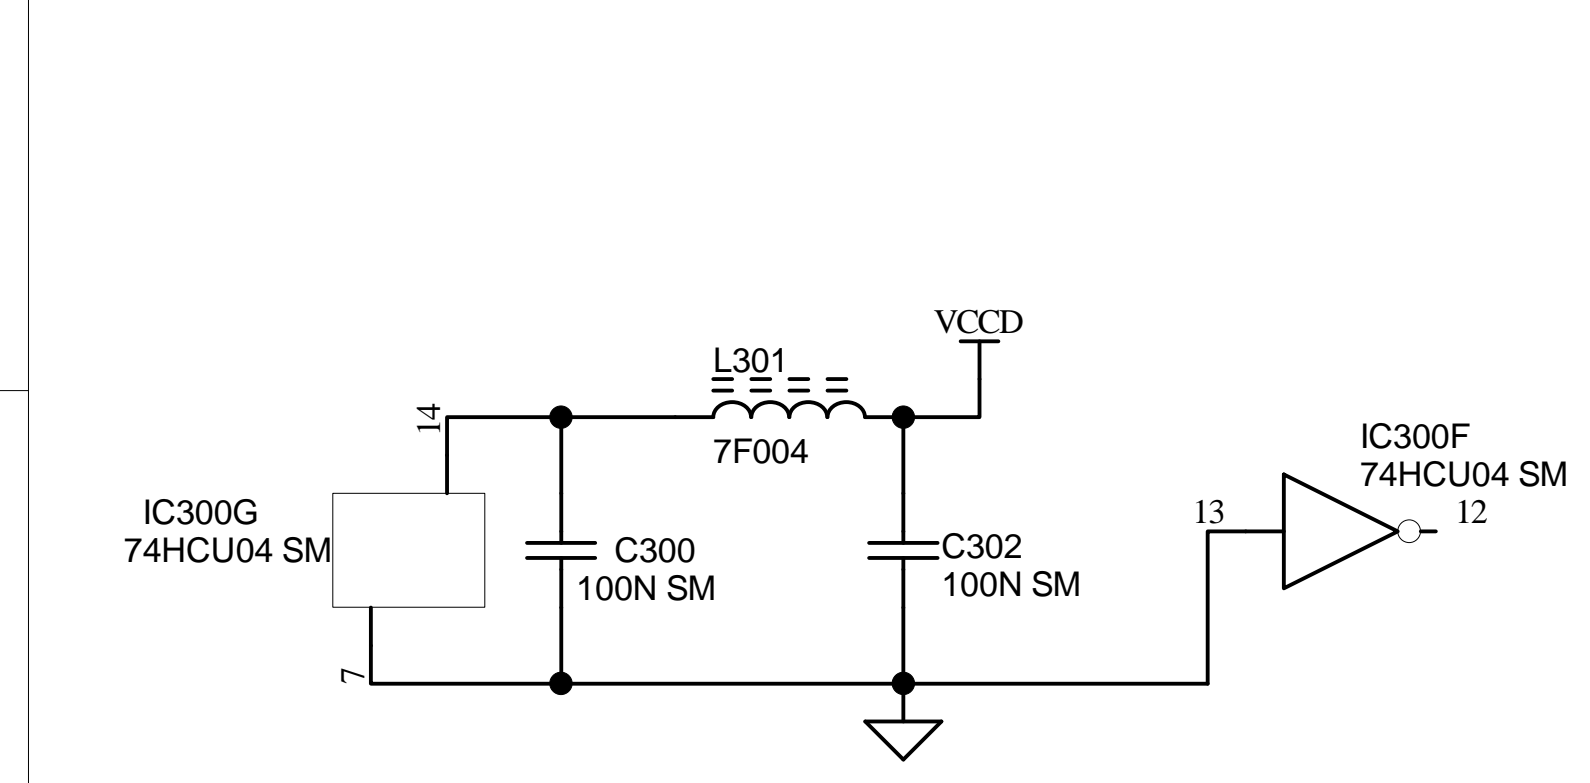 VCCD
L301
14
7F004
IC300G
74HCU04 SM
C300
100N SM
C302
100N SM
7
IC300F
74HCU04 SM
13
12